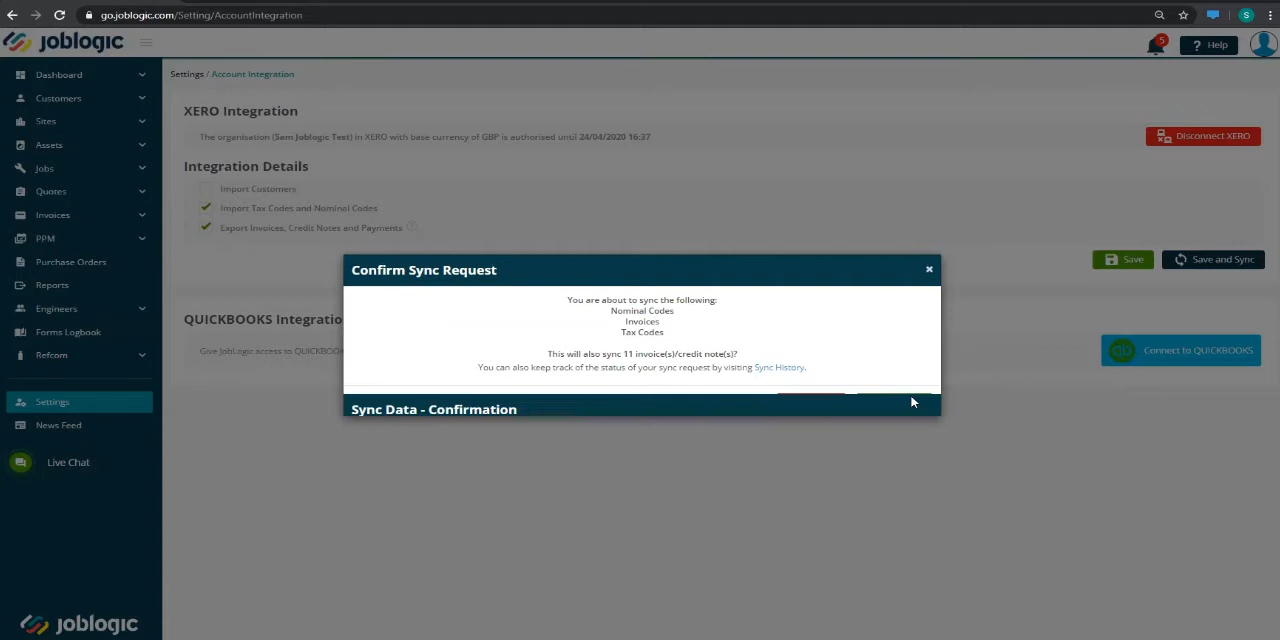 go.joblogic.com/Setting/AccountIntegration
S
joblogic
5
? Help
Dashboard
Customers
Sites
Assets
Jobs
Quotes
Invoices
PPM
Purchase Orders
Reports
Engineers
Forms Logbook
Refcom
Settings
News Feed
Live Chat
joblogic
Settings / Account Integration
XERO Integration
The organisation (Sam Joblogic Test) in XERO with base currency of GBP is authorised until 24/04/2020 16:37
Disconnect XERO
Integration Details
Import Customers
Import Tax Codes and Nominal Codes
Export Invoices, Credit Notes and Payments
Save
Save and Sync
QUICKBOOKS Integratio
Give JobLogic access to QUICKBOOK
Connect to QUICKBOOKS
Confirm Sync Request
You are about to sync the following:
Nominal Codes
Invoices
Tax Codes
This will also sync 11 invoice(s)/credit note(s)?
You can also keep track of the status of your sync request by visiting Sync History.
Sync Data - Confirmation